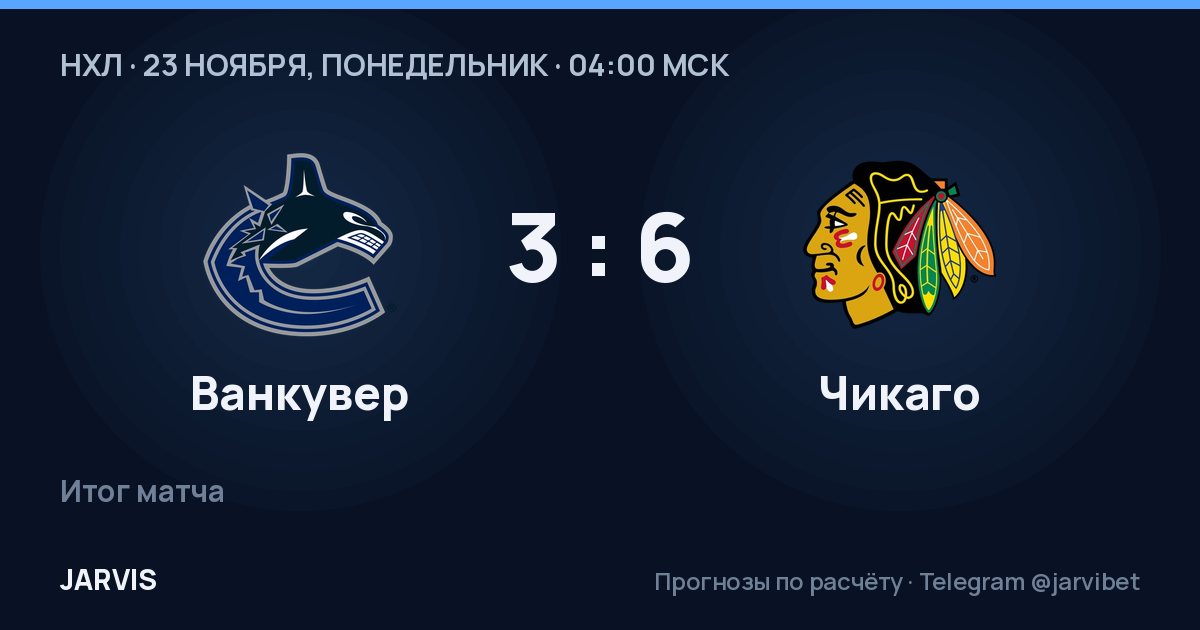 НХЛ · 23 НОЯБРЯ, ПОНЕДЕЛЬНИК · 04:00 МСК
3 : 6
Ванкувер
Чикаго
Итог матча
JARVIS
Прогнозы по расчёту · Telegram @jarvibet